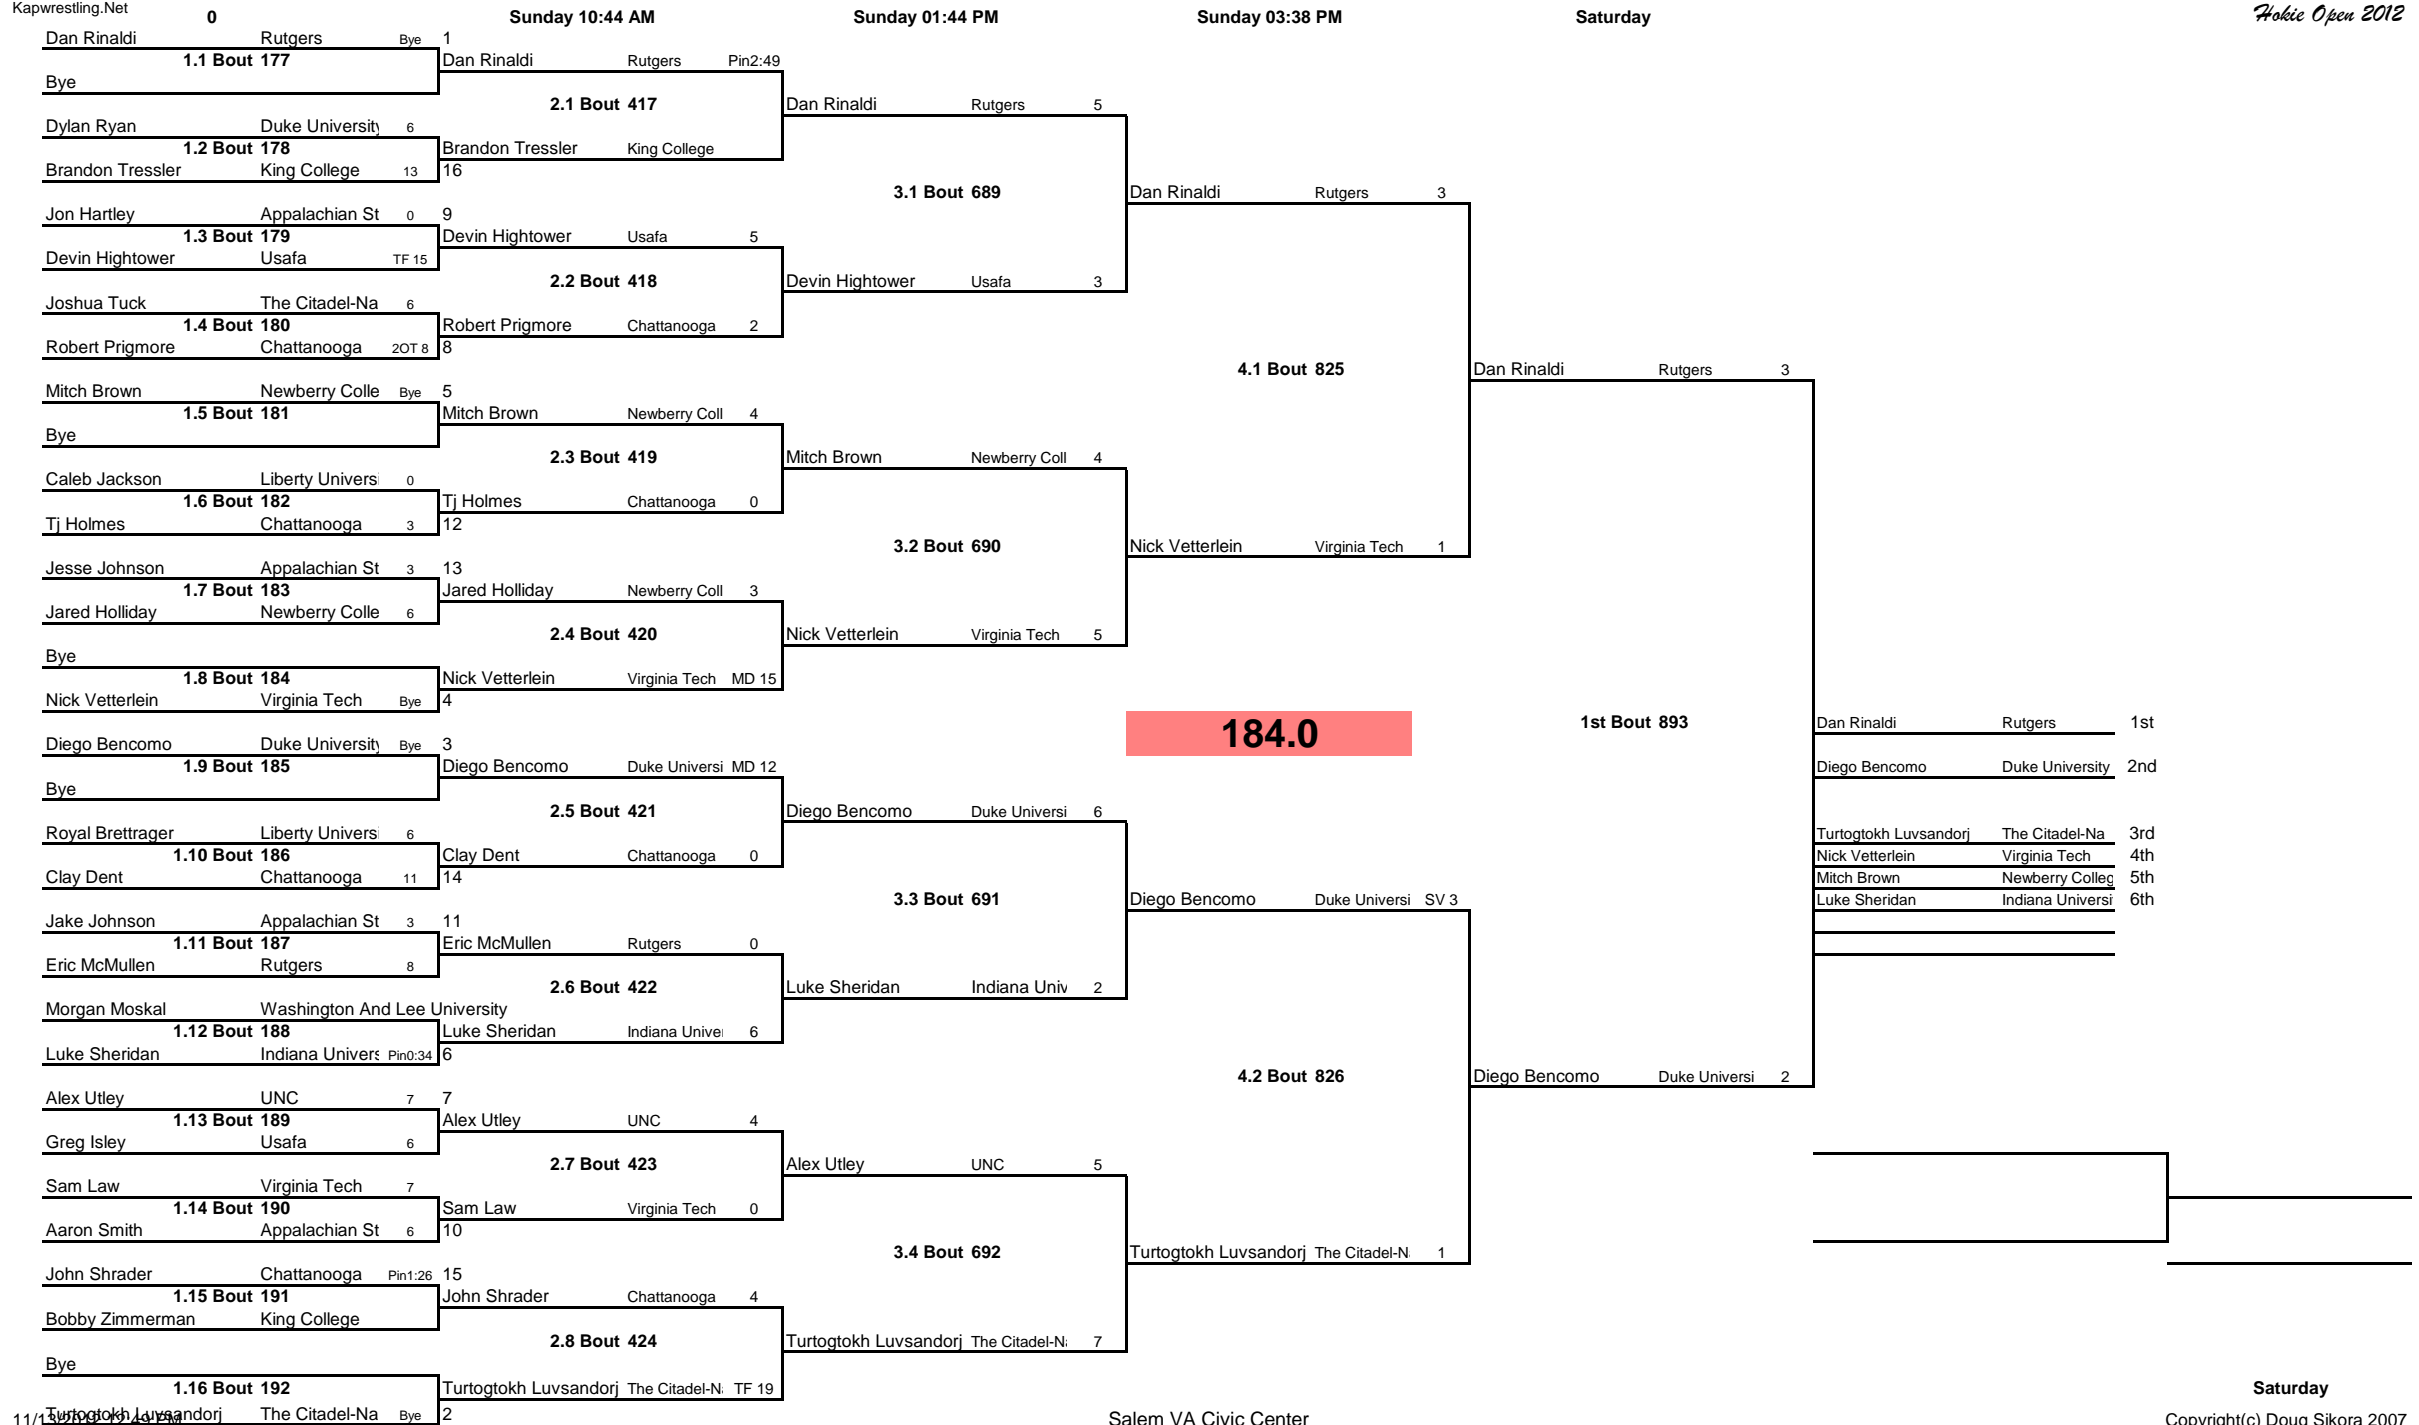 Kapwrestling.Net
0 Sunday 10:44 AM Sunday 01:44 PM Sunday 03:38 PM Saturday Hokie Open 2012
Dan Rinaldi Rutgers Bye 1
1.1 Bout 177 Dan Rinaldi Rutgers Pin2:49
Bye
2.1 Bout 417 Dan Rinaldi Rutgers 5
Dylan Ryan Duke University 6
1.2 Bout 178 Brandon Tressler King College
Brandon Tressler King College 13 16
3.1 Bout 689 Dan Rinaldi Rutgers 3
Jon Hartley Appalachian St 0 9
1.3 Bout 179 Devin Hightower Usafa 5
Devin Hightower Usafa TF 15
2.2 Bout 418 Devin Hightower Usafa 3
Joshua Tuck The Citadel-Na 6
1.4 Bout 180 Robert Prigmore Chattanooga 2
Robert Prigmore Chattanooga 2OT 8 8
4.1 Bout 825 Dan Rinaldi Rutgers 3
Mitch Brown Newberry Colle Bye 5
1.5 Bout 181 Mitch Brown Newberry Coll 4
Bye
2.3 Bout 419 Mitch Brown Newberry Coll 4
Caleb Jackson Liberty Universi 0
1.6 Bout 182 Tj Holmes Chattanooga 0
Tj Holmes Chattanooga 3 12
3.2 Bout 690 Nick Vetterlein Virginia Tech 1
Jesse Johnson Appalachian St 3 13
1.7 Bout 183 Jared Holliday Newberry Coll 3
Jared Holliday Newberry Colle 6
2.4 Bout 420 Nick Vetterlein Virginia Tech 5
Bye
1.8 Bout 184 Nick Vetterlein Virginia Tech MD 15
Nick Vetterlein Virginia Tech Bye 4
184.0 1st Bout 893 Dan Rinaldi Rutgers 1st
Diego Bencomo Duke University Bye 3
1.9 Bout 185 Diego Bencomo Duke Universi MD 12 Diego Bencomo Duke University 2nd
Bye
2.5 Bout 421 Diego Bencomo Duke Universi 6
Royal Brettrager Liberty Universi 6 Turtogtokh Luvsandorj The Citadel-Na 3rd
1.10 Bout 186 Clay Dent Chattanooga 0 Nick Vetterlein Virginia Tech 4th
Clay Dent Chattanooga 11 14 Mitch Brown Newberry Colleg 5th
3.3 Bout 691 Diego Bencomo Duke Universi SV 3 Luke Sheridan Indiana Universi 6th
Jake Johnson Appalachian St 3 11
1.11 Bout 187 Eric McMullen Rutgers 0
Eric McMullen Rutgers 8
2.6 Bout 422 Luke Sheridan Indiana Univ 2
Morgan Moskal Washington And Lee University
1.12 Bout 188 Luke Sheridan Indiana Univer 6
Luke Sheridan Indiana Univers Pin0:34 6
4.2 Bout 826 Diego Bencomo Duke Universi 2
Alex Utley UNC 7 7
1.13 Bout 189 Alex Utley UNC 4
Greg Isley Usafa 6
2.7 Bout 423 Alex Utley UNC 5
Sam Law Virginia Tech 7
1.14 Bout 190 Sam Law Virginia Tech 0
Aaron Smith Appalachian St 6 10
3.4 Bout 692 Turtogtokh Luvsandorj The Citadel-N 1
John Shrader Chattanooga Pin1:26 15
1.15 Bout 191 John Shrader Chattanooga 4
Bobby Zimmerman King College
2.8 Bout 424 Turtogtokh Luvsandorj The Citadel-N 7
Bye
1.16 Bout 192 Turtogtokh Luvsandorj The Citadel-N TF 19 Saturday
Turtogtokh Luvsandorj The Citadel-Na Bye 2
11/13/2012 12:49 PM Salem VA Civic Center Copyright(c) Doug Sikora 2007